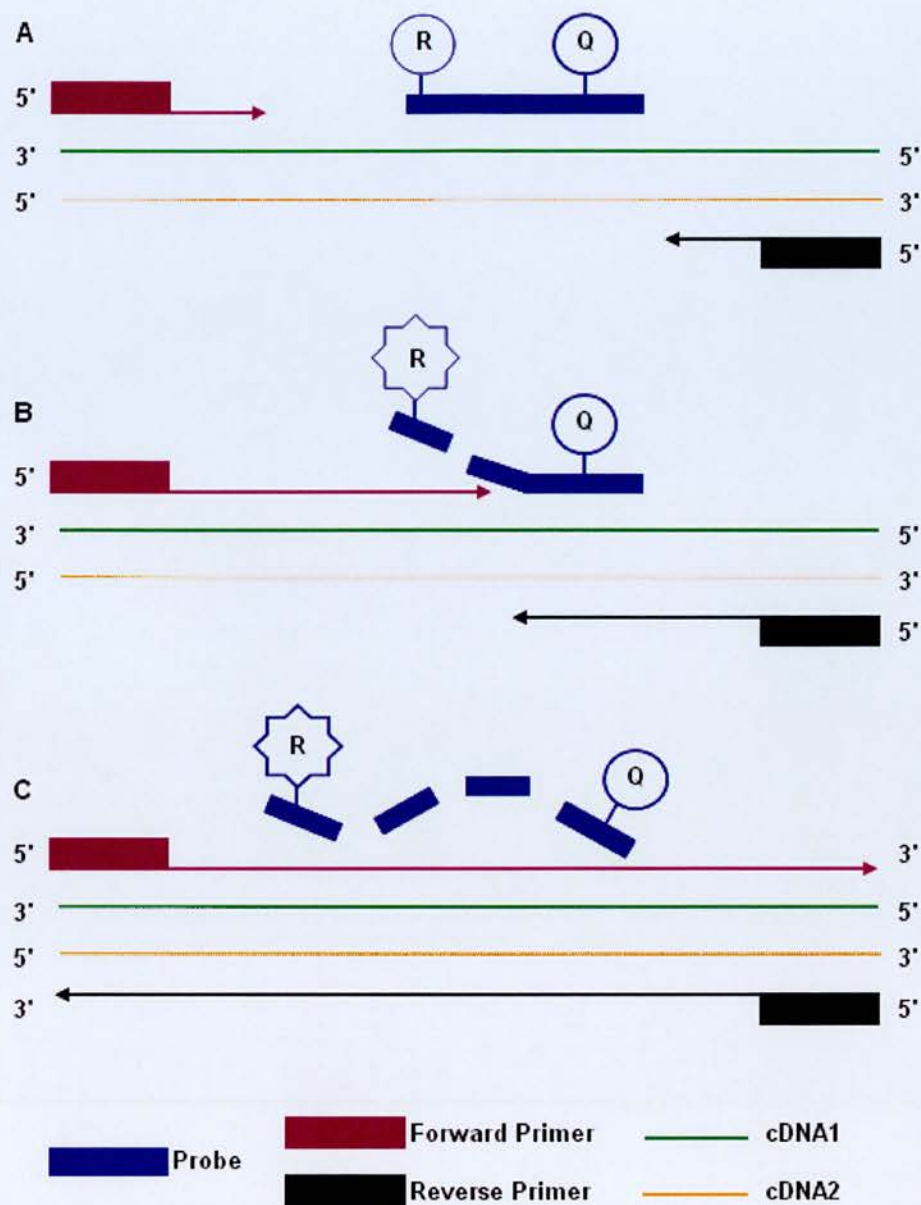 A
R Q
5'
3' 5'
5' 3'
5'
R
B
Q
5'
3' 5'
5' 3'
5'
R
Q
C
5' 3'
3' 5'
5' 3'
3' 5'
Forward Primer cDNA1
Probe
Reverse Primer cDNA2